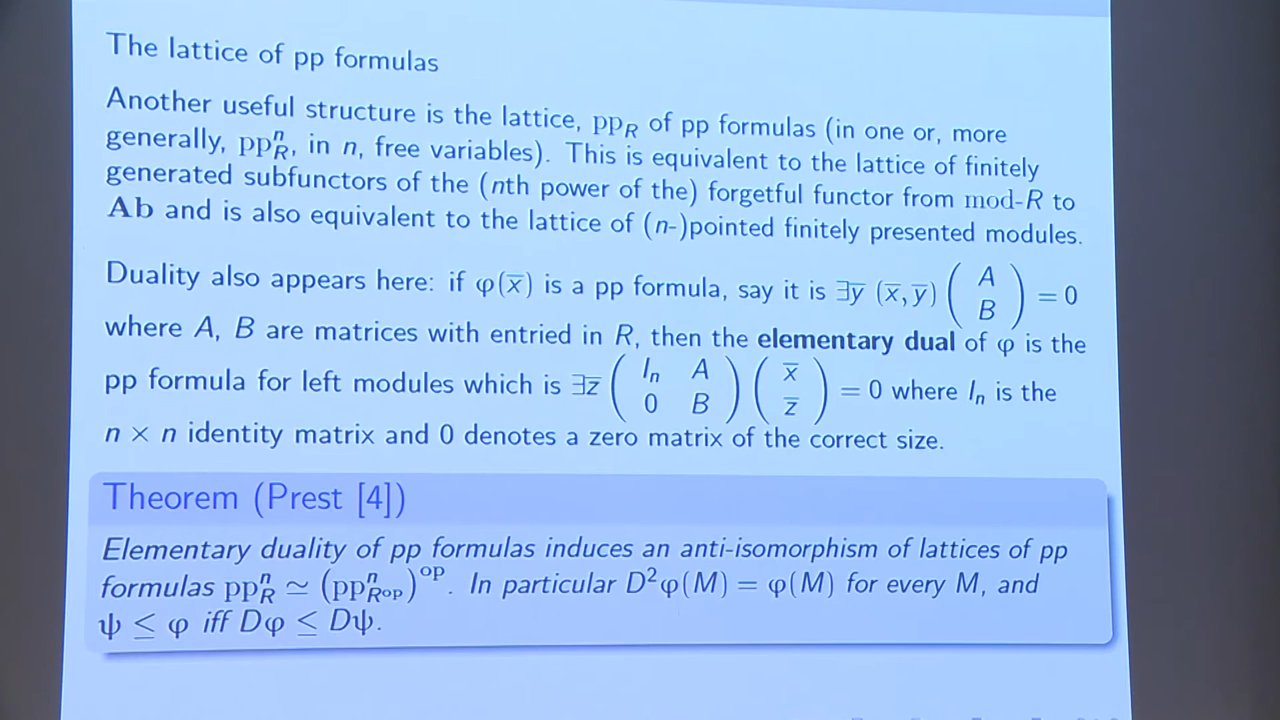 The lattice of pp formulas
Another useful structure is the lattice, pp_R of pp formulas (in one or, more
generally, pp^n_R, in n, free variables). This is equivalent to the lattice of finitely
generated subfunctors of the (nth power of the) forgetful functor from mod-R to
Ab and is also equivalent to the lattice of (n-)pointed finitely presented modules.
Duality also appears here: if φ(x̅) is a pp formula, say it is ∃y̅ (x̅, y̅) ( A ; B ) = 0
where A, B are matrices with entried in R, then the elementary dual of φ is the
pp formula for left modules which is ∃z̅ ( I_n A ; 0 B ) ( x̅ ; z̅ ) = 0 where I_n is the
n × n identity matrix and 0 denotes a zero matrix of the correct size.
Theorem (Prest [4])
Elementary duality of pp formulas induces an anti-isomorphism of lattices of pp
formulas pp^n_R ≃ (pp^n_{R^op})^op. In particular D²φ(M) = φ(M) for every M, and
ψ ≤ φ iff Dφ ≤ Dψ.